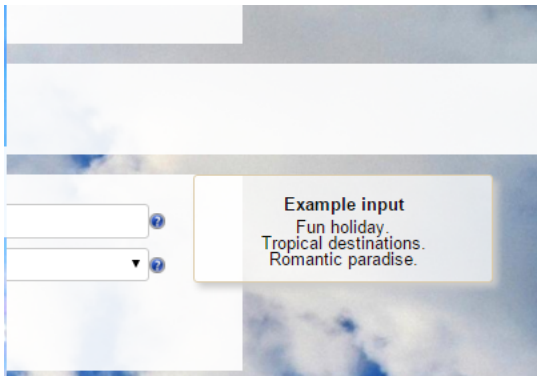 Example input
Fun holiday.
Tropical destinations.
Romantic paradise.